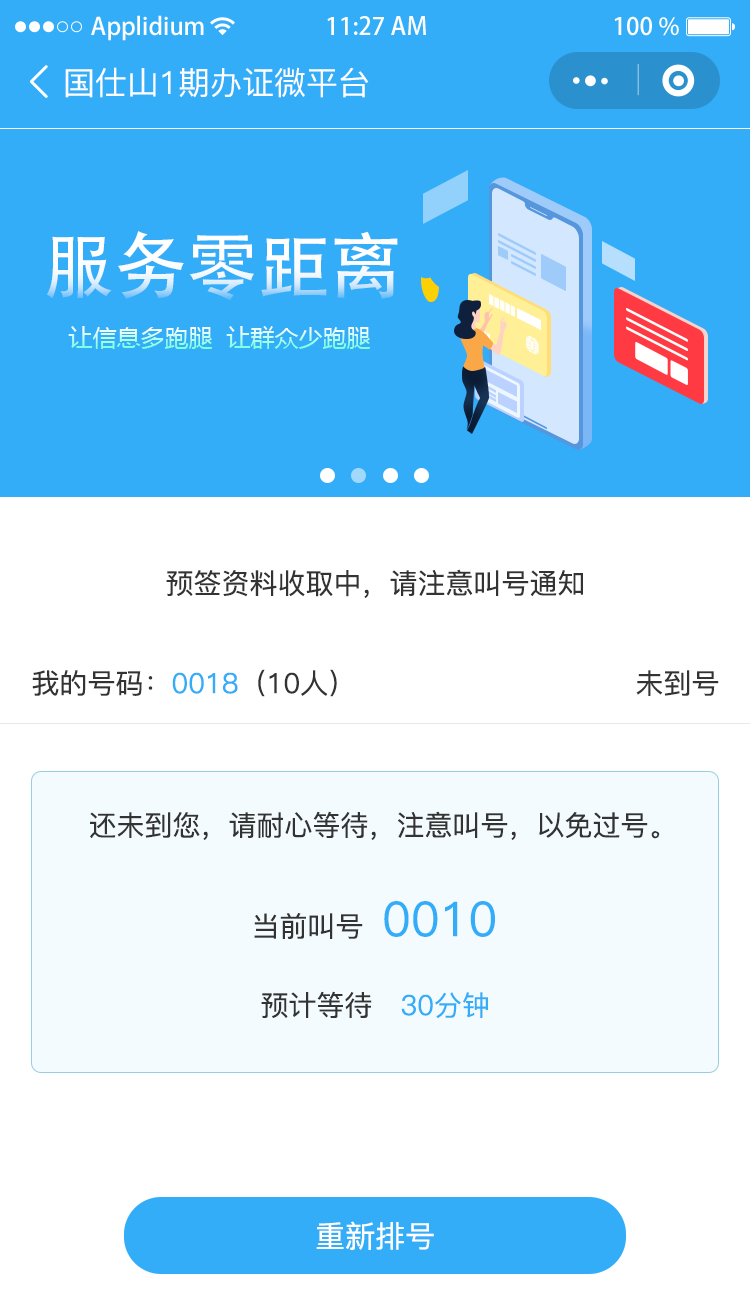 Applidium 11:27 AM 100 %
国仕山1期办证微平台
服务零距离
让信息多跑腿 让群众少跑腿
预签资料收取中，请注意叫号通知
我的号码：0018（10人） 未到号
还未到您，请耐心等待，注意叫号，以免过号。
当前叫号 0010
预计等待 30分钟
重新排号